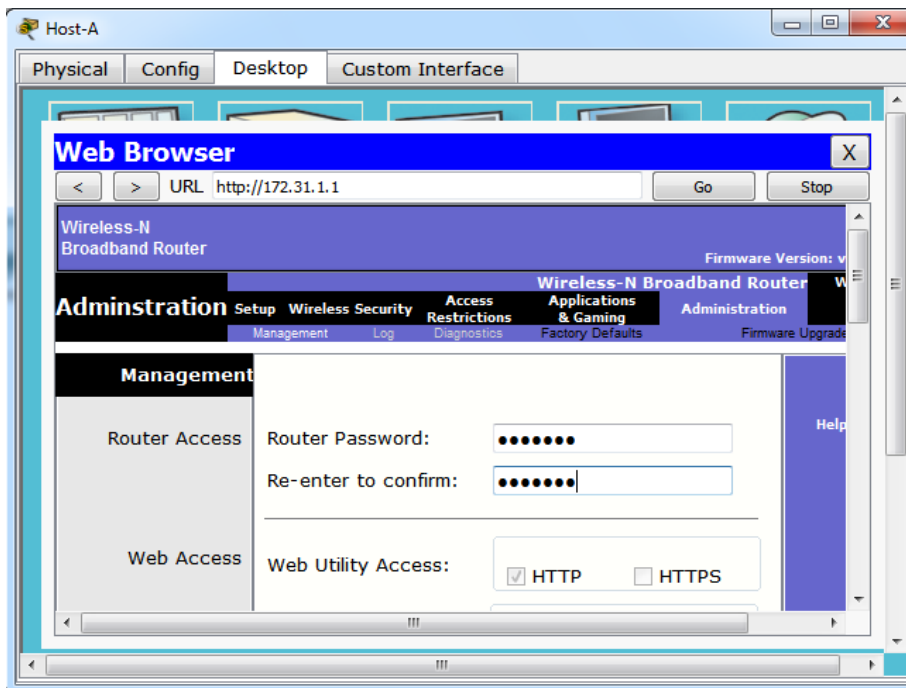 Host-A
Physical Config Desktop Custom Interface
Web Browser X
< > URL http://172.31.1.1 Go Stop
Wireless-N
Broadband Router
Firmware Version: v
Wireless-N Broadband Router W
Adminstration Setup Wireless Security Access Restrictions Applications & Gaming Administration
Management Log Diagnostics Factory Defaults Firmware Upgrade
Management
Router Access Router Password: ●●●●●●●
Help
Re-enter to confirm: ●●●●●●●
Web Access Web Utility Access: HTTP HTTPS